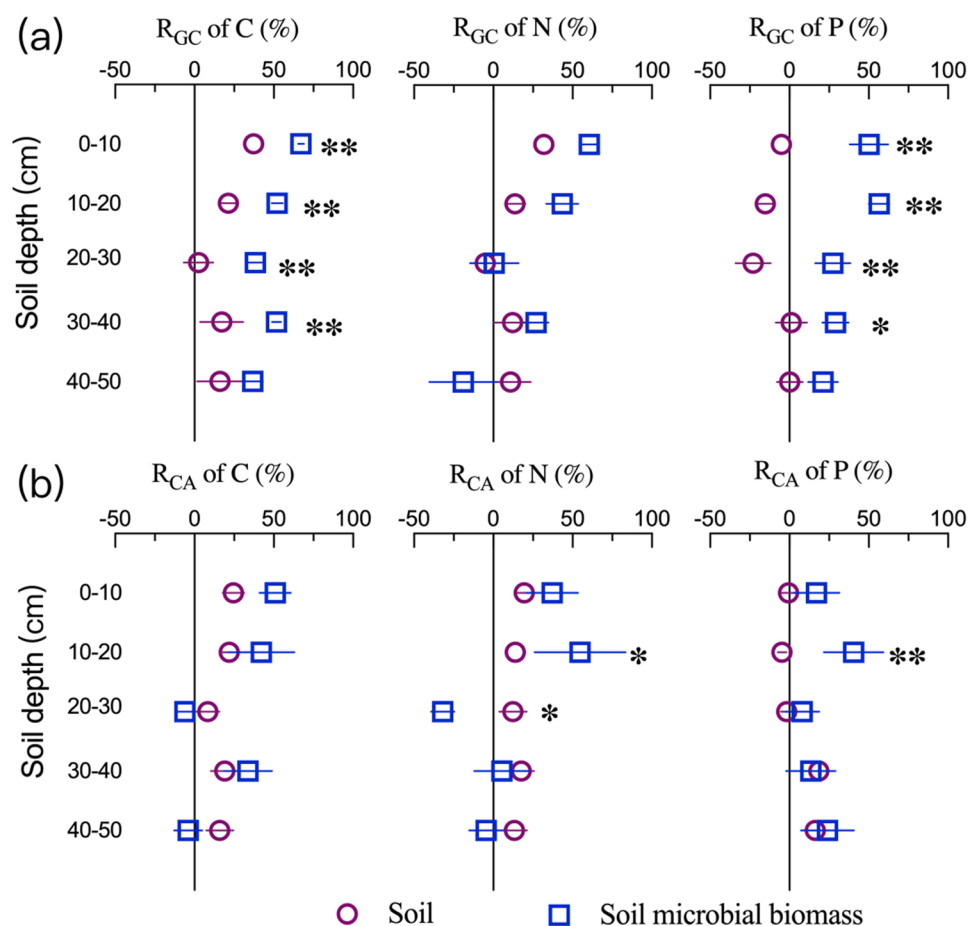 (a)
R_GC of C (%) R_GC of N (%) R_GC of P (%)
-50 0 50 100 -50 0 50 100 -50 0 50 100
Soil depth (cm)
0-10 ** **
10-20 ** **
20-30 ** **
30-40 ** *
40-50
(b)
R_CA of C (%) R_CA of N (%) R_CA of P (%)
-50 0 50 100 -50 0 50 100 -50 0 50 100
Soil depth (cm)
0-10
10-20 * **
20-30 *
30-40
40-50
Soil Soil microbial biomass